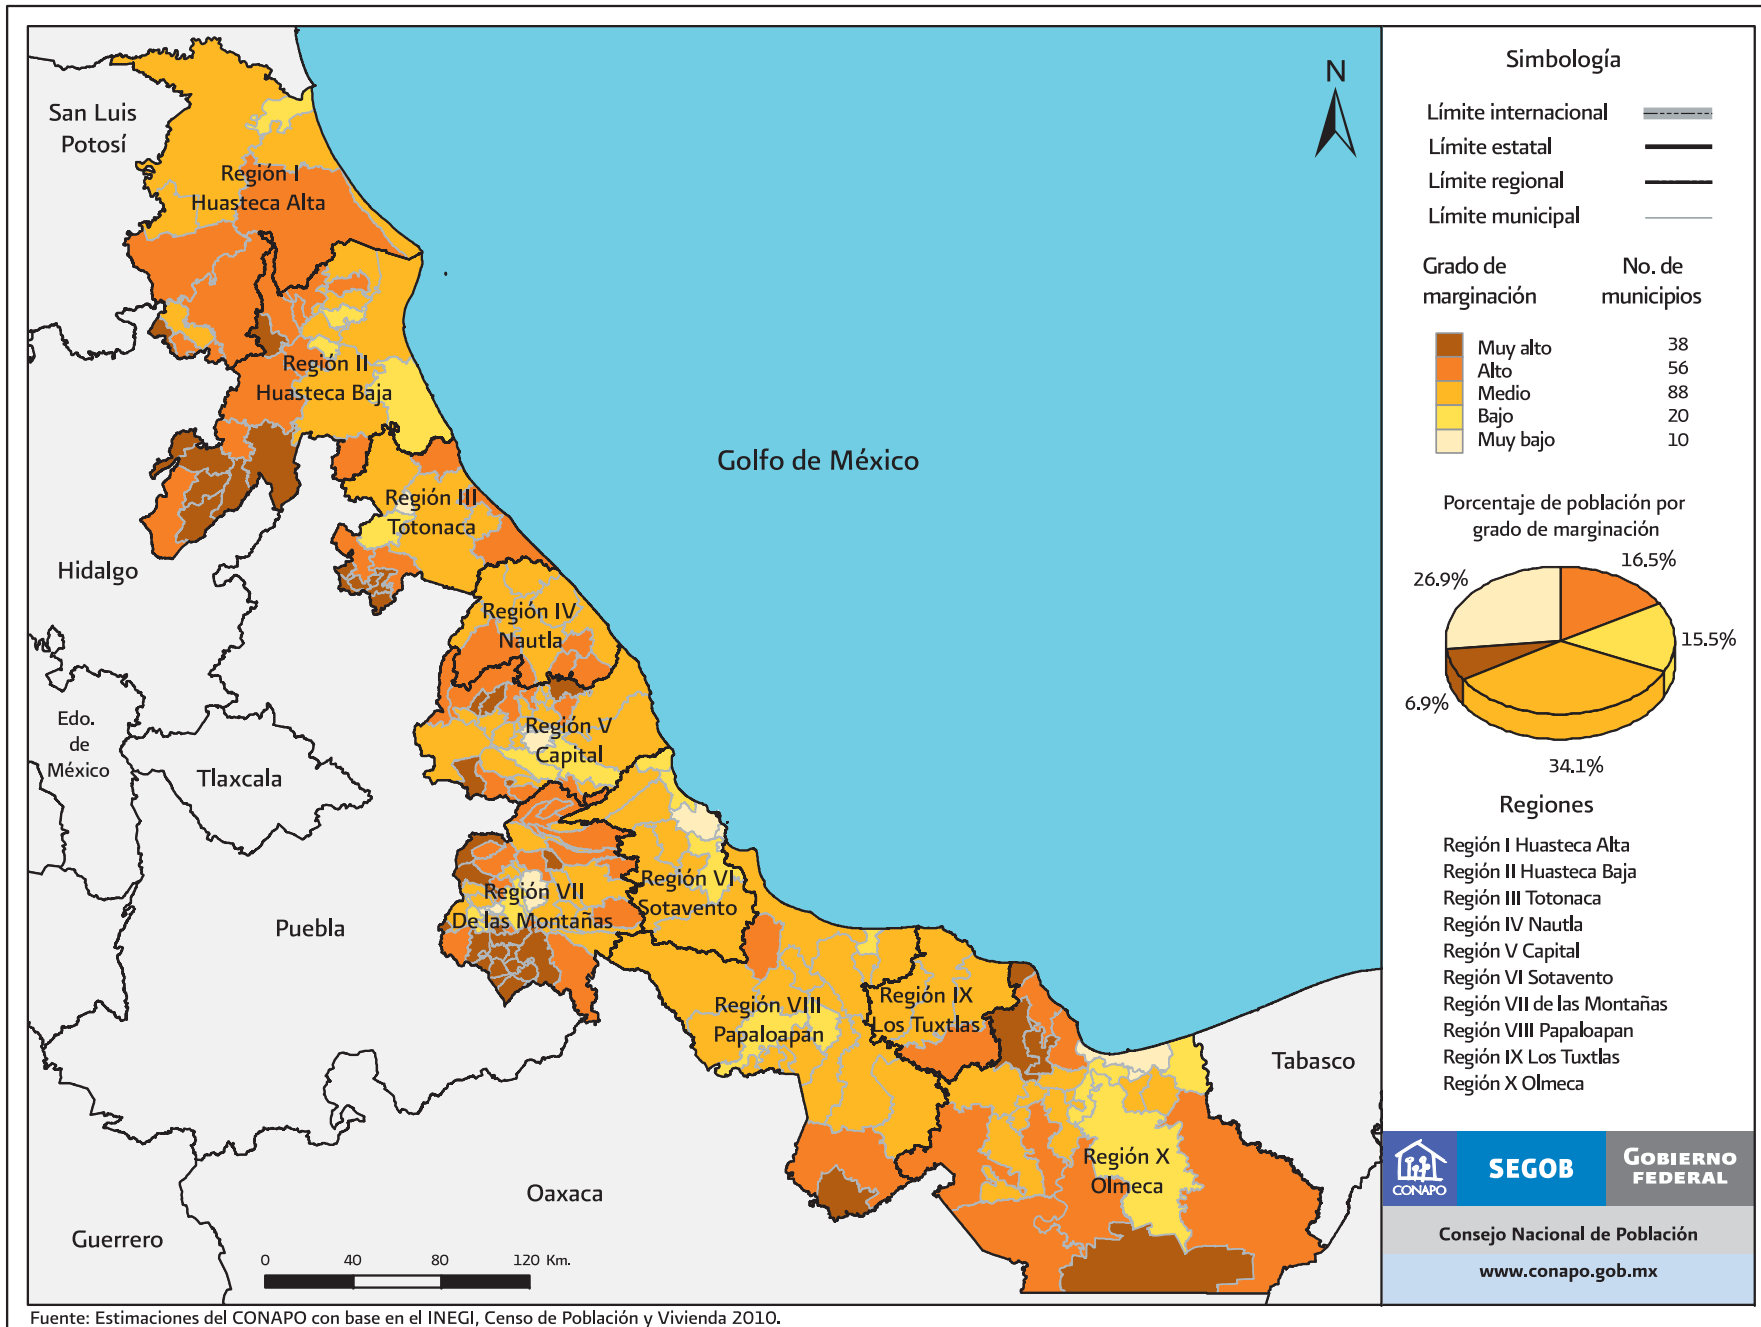 San Luis
Potosí
Hidalgo
Edo.
de
México
Tlaxcala
Puebla
Guerrero
Oaxaca
Tabasco
Golfo de México
N
Región I
Huasteca Alta
Región II
Huasteca Baja
Región III
Totonaca
Región IV
Nautla
Región V
Capital
Región VI
Sotavento
Región VII
De las Montañas
Región VIII
Papaloapan
Región IX
Los Tuxtlas
Región X
Olmeca
0 40 80 120 Km.
Simbología
Límite internacional
Límite estatal
Límite regional
Límite municipal
Grado de marginación
No. de municipios
Muy alto 38
Alto 56
Medio 88
Bajo 20
Muy bajo 10
Porcentaje de población por
grado de marginación
26.9%
16.5%
15.5%
6.9%
34.1%
Regiones
Región I Huasteca Alta
Región II Huasteca Baja
Región III Totonaca
Región IV Nautla
Región V Capital
Región VI Sotavento
Región VII de las Montañas
Región VIII Papaloapan
Región IX Los Tuxtlas
Región X Olmeca
CONAPO
SEGOB
GOBIERNO
FEDERAL
Consejo Nacional de Población
www.conapo.gob.mx
Fuente: Estimaciones del CONAPO con base en el INEGI, Censo de Población y Vivienda 2010.